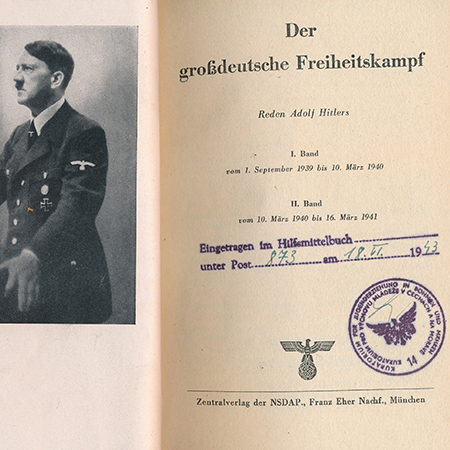 Der
großdeutsche Freiheitskampf
Reden Adolf Hitlers
I. Band
vom 1. September 1939 bis 10. März 1940
II. Band
vom 10. März 1940 bis 16. März 1941
Eingetragen im Hilfsmittelbuch
unter Post 873 am 18. VI. 1943
KURATORIUM FÜR JUGENDERZIEHUNG IN BÖHMEN UND MÄHREN
KURATORIUM PRO VÝCHOVU MLÁDEŽE V ČECHÁCH A NA MORAVĚ
14
Zentralverlag der NSDAP., Franz Eher Nachf., München